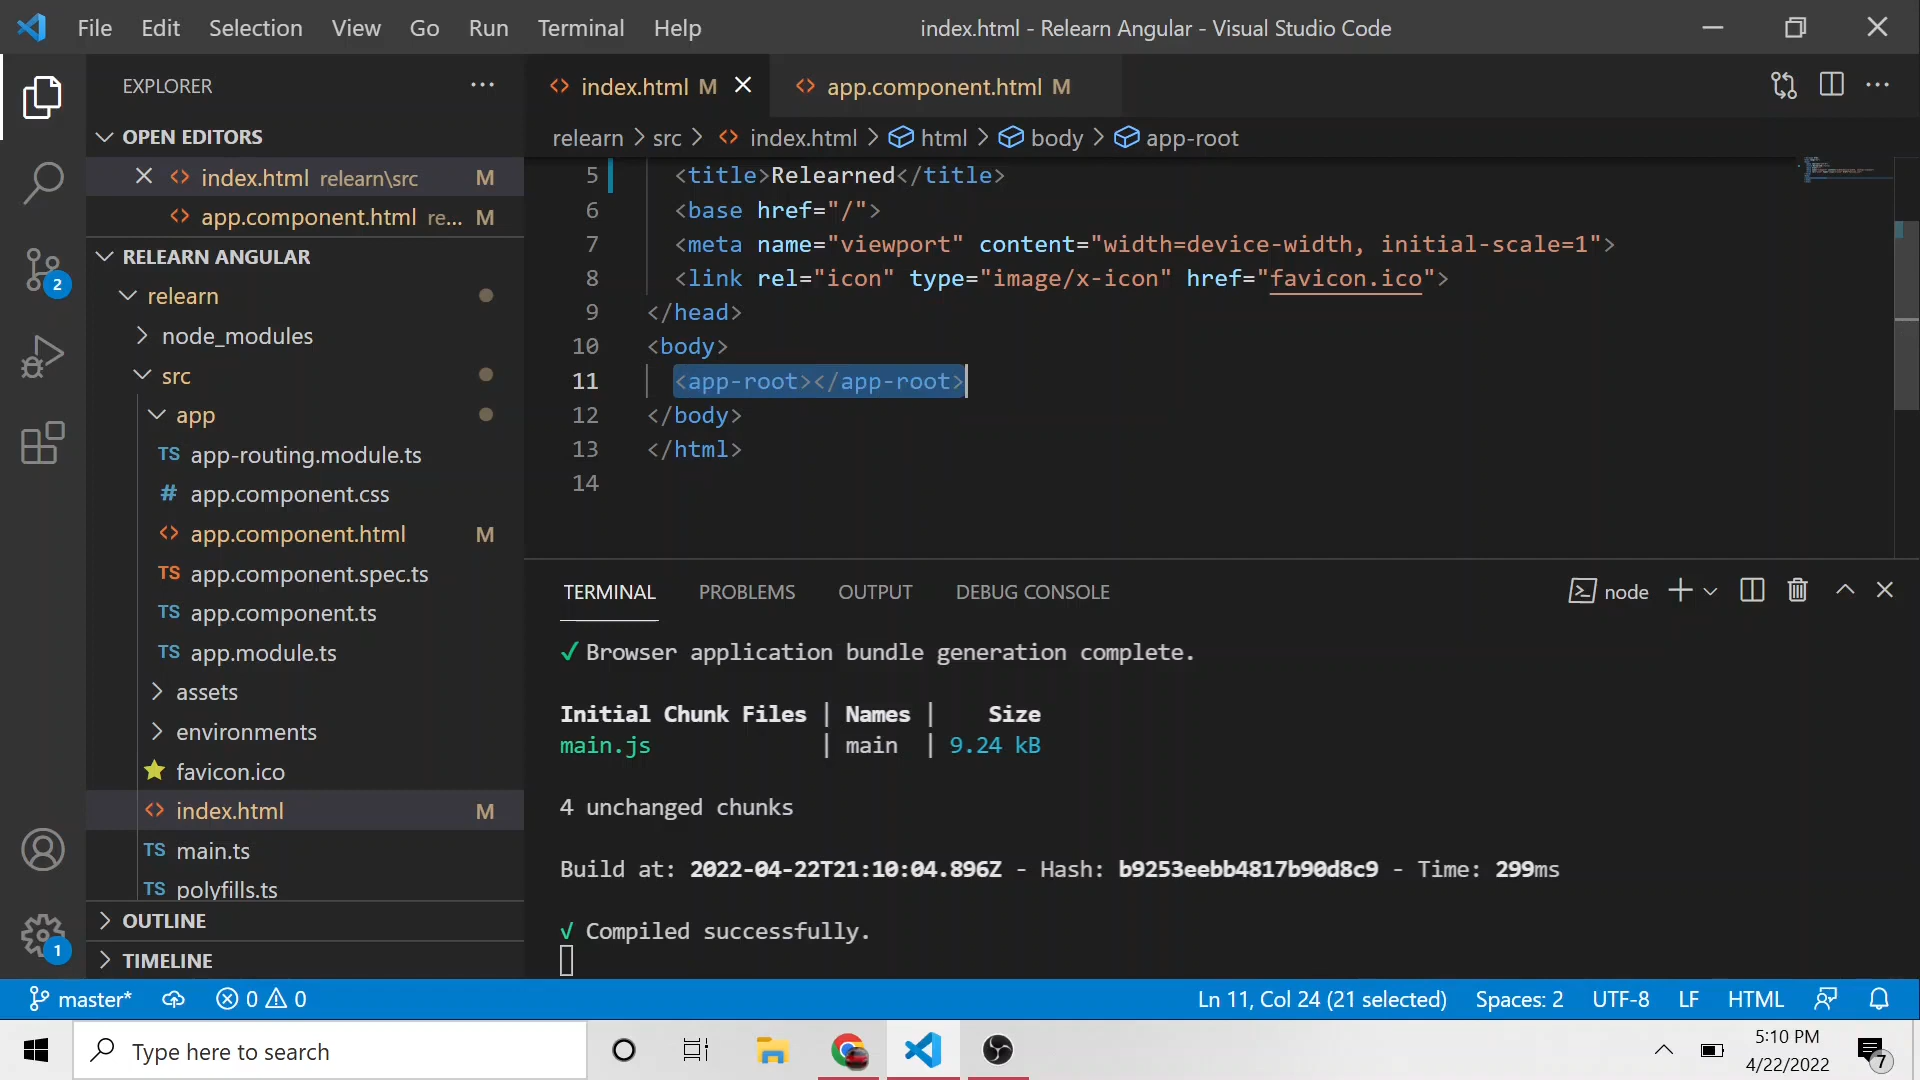 File Edit Selection View Go Run Terminal Help
index.html - Relearn Angular - Visual Studio Code
EXPLORER
OPEN EDITORS
index.html relearn\src M
app.component.html re... M
RELEARN ANGULAR
relearn
node_modules
src
app
TS app-routing.module.ts
# app.component.css
<> app.component.html M
TS app.component.spec.ts
TS app.component.ts
TS app.module.ts
assets
environments
favicon.ico
<> index.html M
TS main.ts
TS polyfills.ts
OUTLINE
TIMELINE
2
1
<> index.html M
<> app.component.html M
relearn > src > <> index.html > html > body > app-root
5 <title>Relearned</title>
6 <base href="/">
7 <meta name="viewport" content="width=device-width, initial-scale=1">
8 <link rel="icon" type="image/x-icon" href="favicon.ico">
9 </head>
10 <body>
11 <app-root></app-root>
12 </body>
13 </html>
14
TERMINAL PROBLEMS OUTPUT DEBUG CONSOLE
node
✓ Browser application bundle generation complete.
Initial Chunk Files | Names | Size
main.js | main | 9.24 kB
4 unchanged chunks
Build at: 2022-04-22T21:10:04.896Z - Hash: b9253eebb4817b90d8c9 - Time: 299ms
√ Compiled successfully.
master* 0 0
Ln 11, Col 24 (21 selected) Spaces: 2 UTF-8 LF HTML
Type here to search
5:10 PM
4/22/2022
7